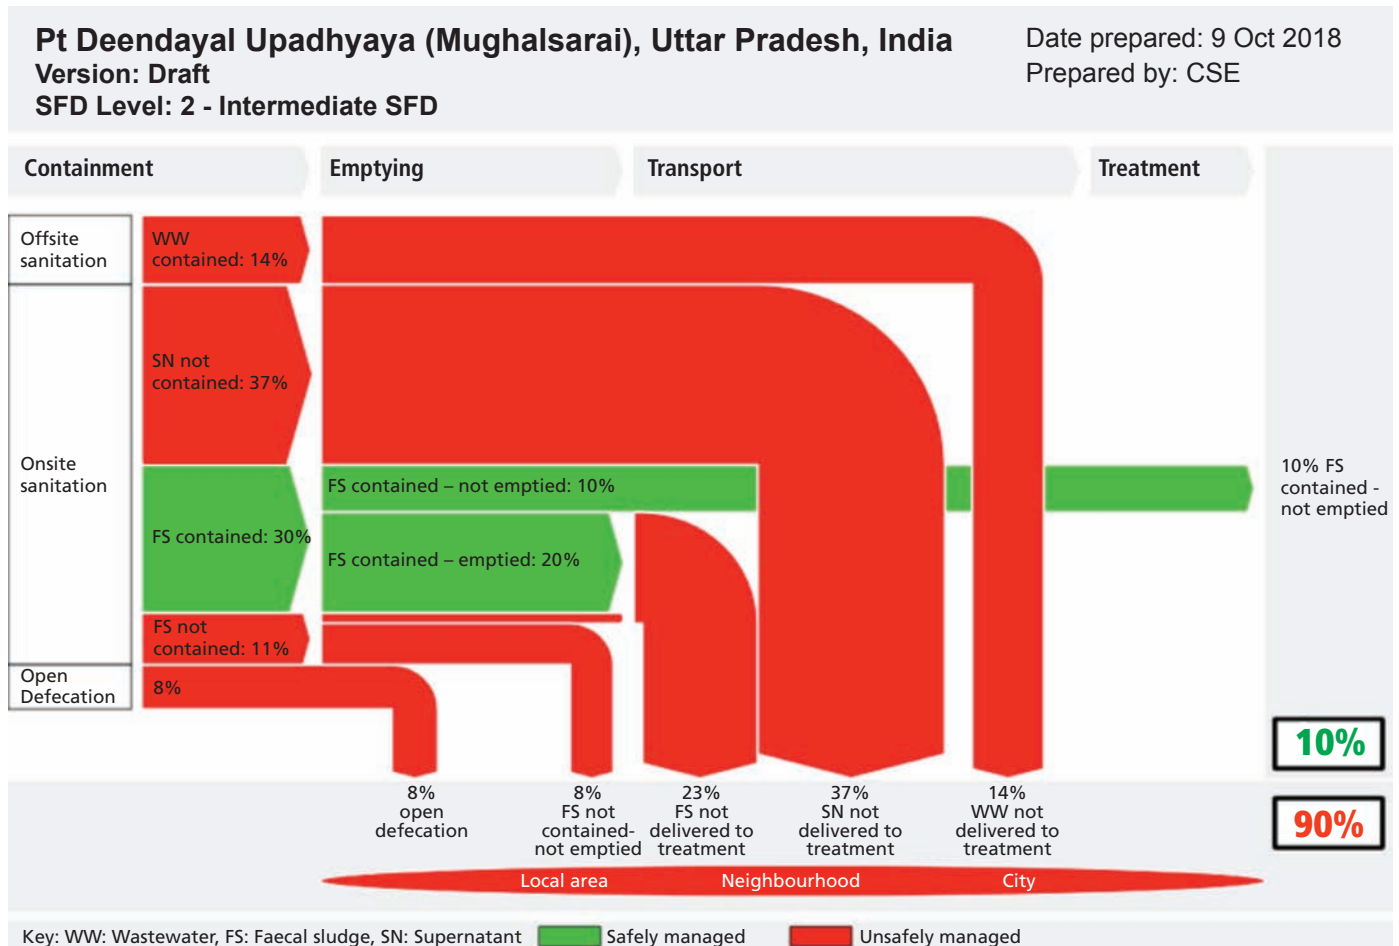 Pt Deendayal Upadhyaya (Mughalsarai), Uttar Pradesh, India
Version: Draft
SFD Level: 2 - Intermediate SFD
Date prepared: 9 Oct 2018
Prepared by: CSE
Containment
Emptying
Transport
Treatment
Offsite
sanitation
WW
contained: 14%
SN not
contained: 37%
Onsite
sanitation
FS contained: 30%
FS contained – not emptied: 10%
FS contained – emptied: 20%
10% FS
contained -
not emptied
FS not
contained: 11%
Open
Defecation
8%
10%
8%
open
defecation
8%
FS not
contained-
not emptied
23%
FS not
delivered to
treatment
37%
SN not
delivered to
treatment
14%
WW not
delivered to
treatment
90%
Local area
Neighbourhood
City
Key: WW: Wastewater, FS: Faecal sludge, SN: Supernatant
Safely managed
Unsafely managed